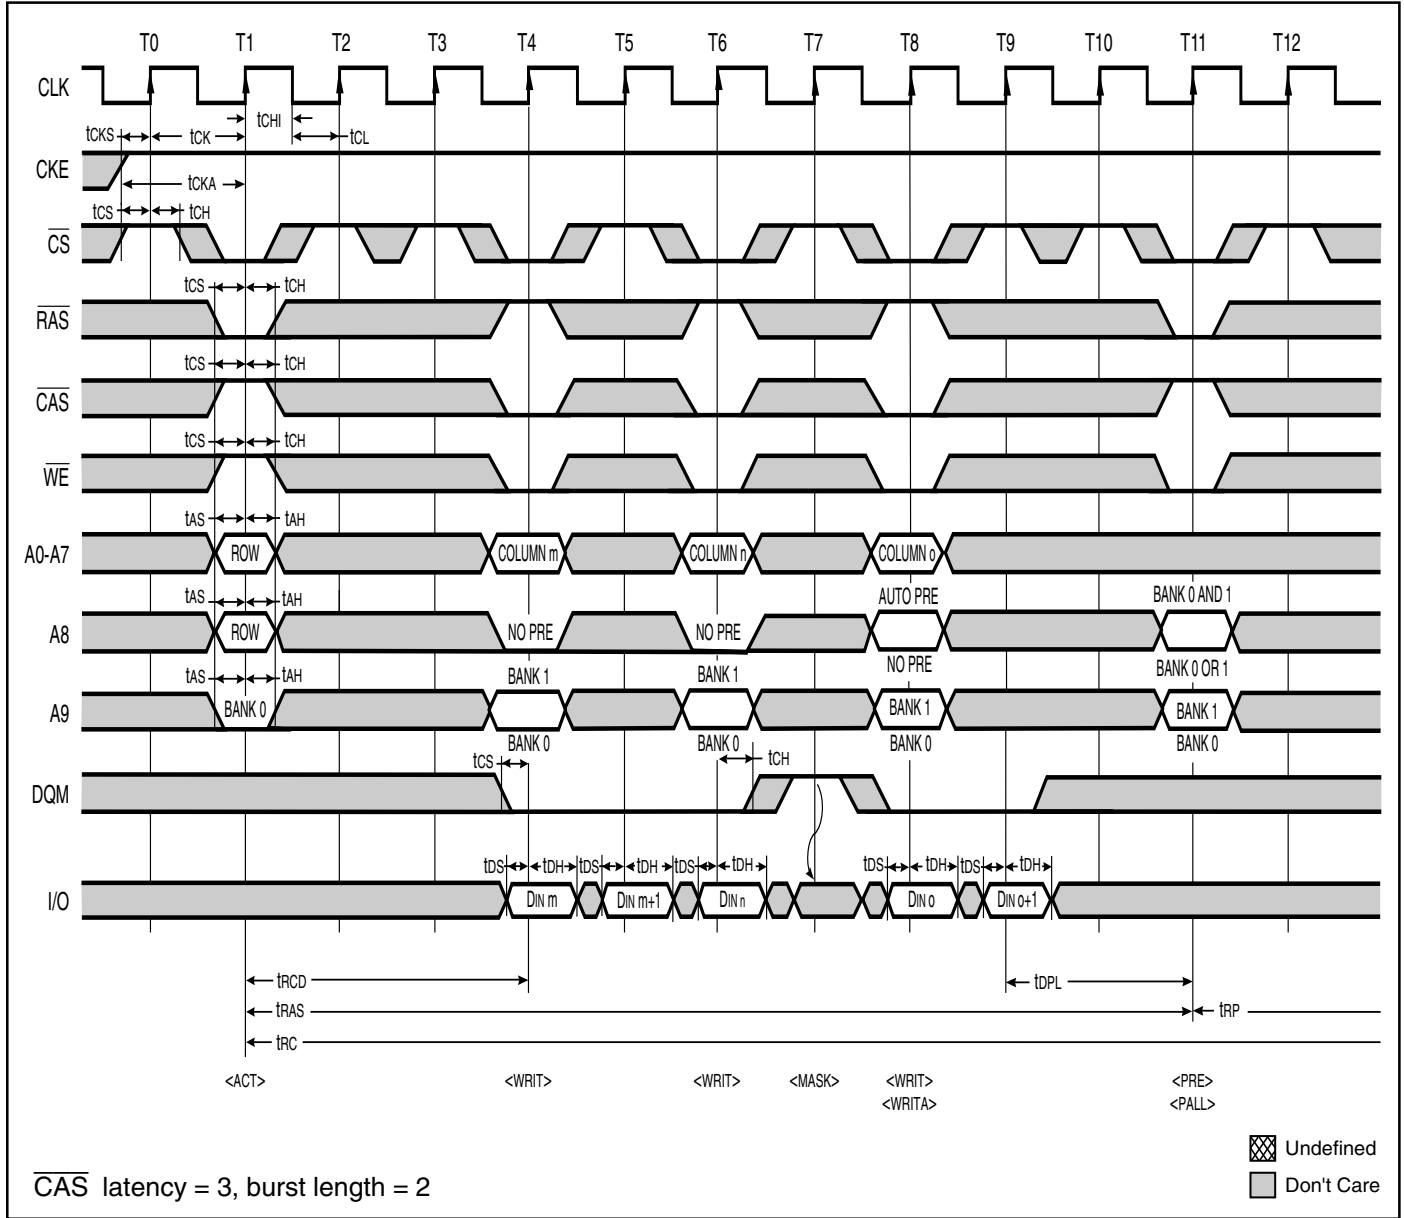 T0 T1 T2 T3 T4 T5 T6 T7 T8 T9 T10 T11 T12
CLK
tCHI
tCKS tCK tCL
CKE
tCKA
tCS tCH
CS
tCS tCH
RAS
tCS tCH
CAS
tCS tCH
WE
tAS tAH
A0-A7 ROW COLUMN m COLUMN n COLUMN o
tAS tAH AUTO PRE BANK 0 AND 1
A8 ROW NO PRE NO PRE
NO PRE BANK 0 OR 1
tAS tAH BANK 1 BANK 1
A9 BANK 0 BANK 1 BANK 1
BANK 0 BANK 0 BANK 0 BANK 0
tCS tCH
DQM
tDS tDH tDS tDH tDS tDH tDS tDH tDS tDH
I/O DIN m DIN m+1 DIN n DIN o DIN o+1
tRCD tDPL
tRAS tRP
tRC
<ACT> <WRIT> <WRIT> <MASK> <WRIT> <PRE>
<WRITA> <PALL>
Undefined
CAS latency = 3, burst length = 2
Don't Care